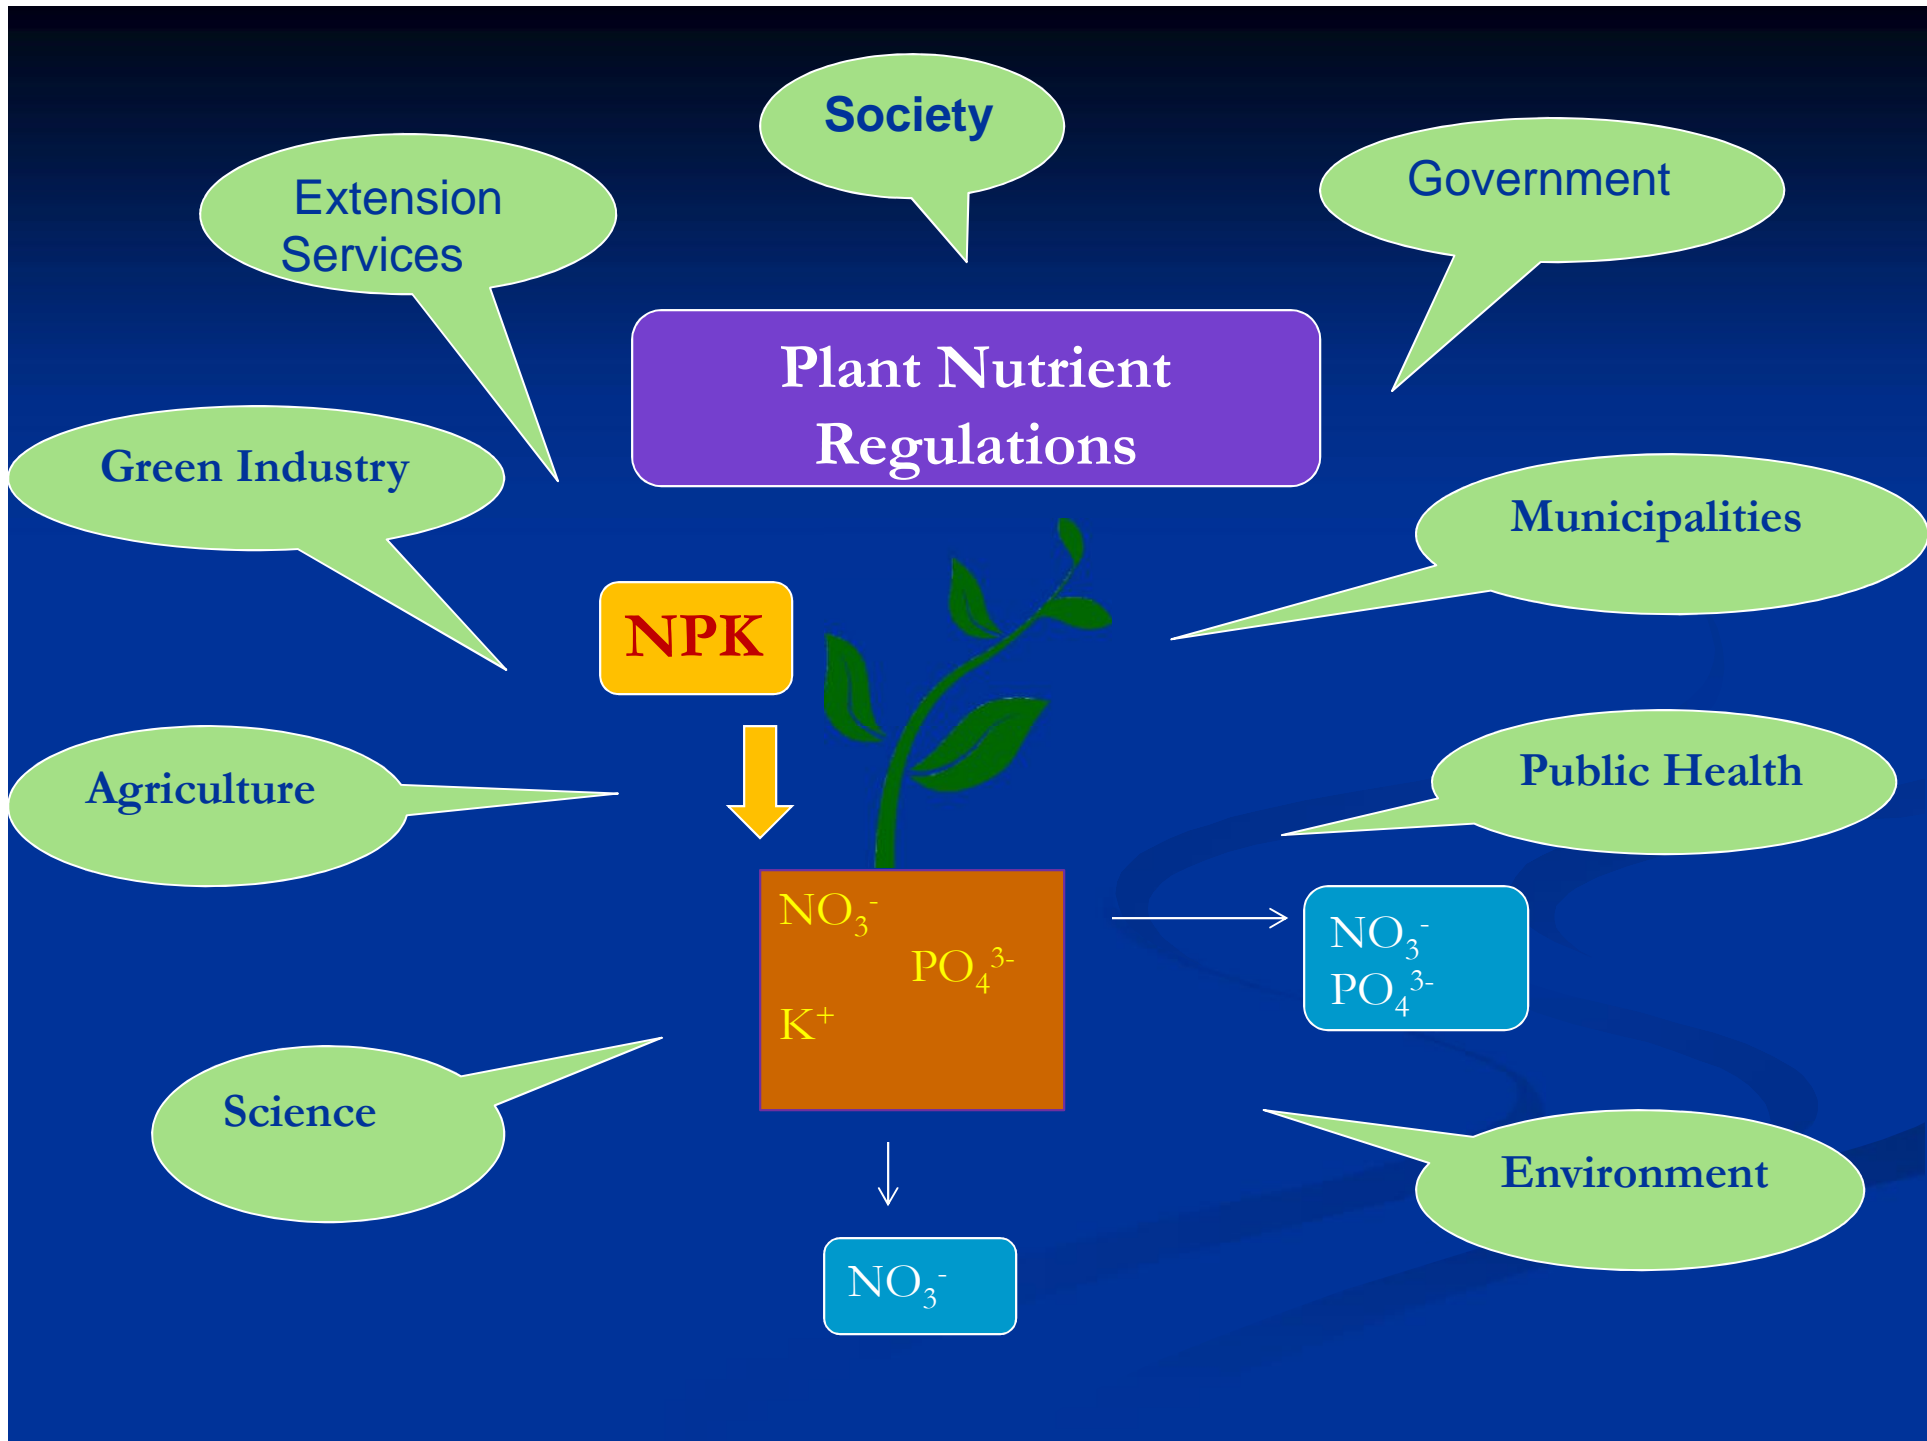 Society
Government
Extension
Services
Plant Nutrient
Regulations
Green Industry
Municipalities
NPK
Agriculture
Public Health
NO₃⁻
PO₄³⁻
K⁺
NO₃⁻
PO₄³⁻
Science
Environment
NO₃⁻